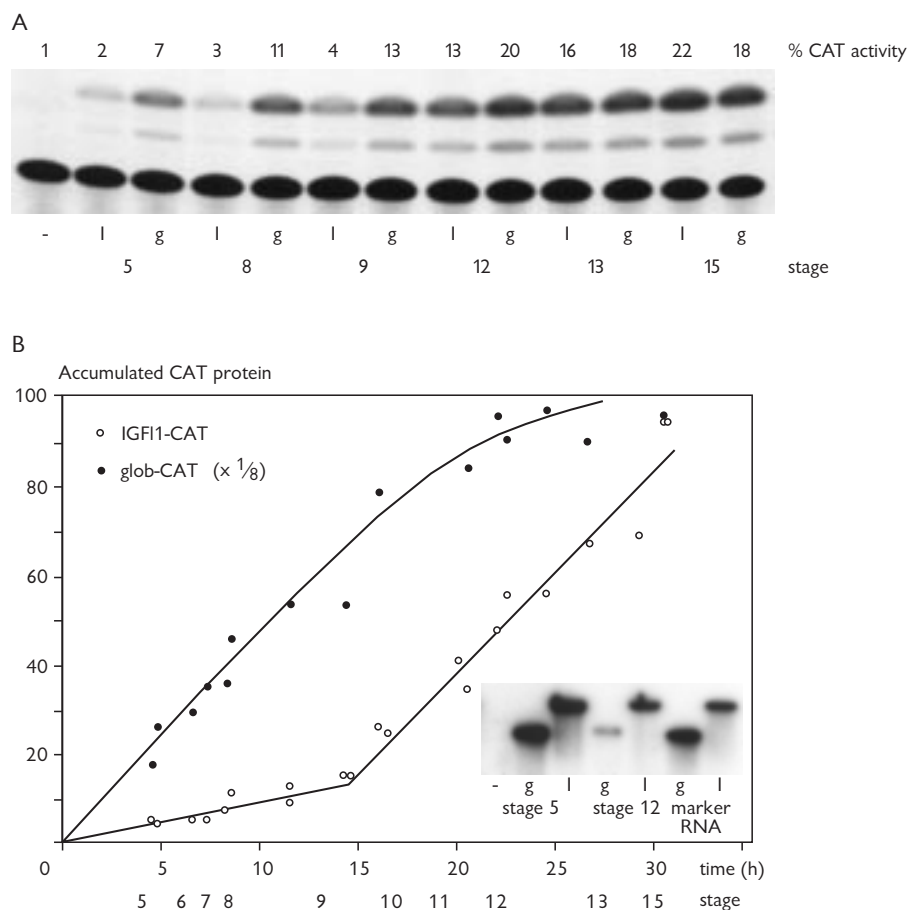 A
1 2 7 3 11 4 13 13 20 16 18 22 18 % CAT activity
- I g I g I g I g I g I g
5 8 9 12 13 15 stage
B
Accumulated CAT protein
100
80
60
40
20
0
IGFI1-CAT
glob-CAT (× 1/8)
- g I g I g I
stage 5 stage 12 marker
RNA
5 10 15 20 25 30 time (h)
5 6 7 8 9 10 11 12 13 15 stage